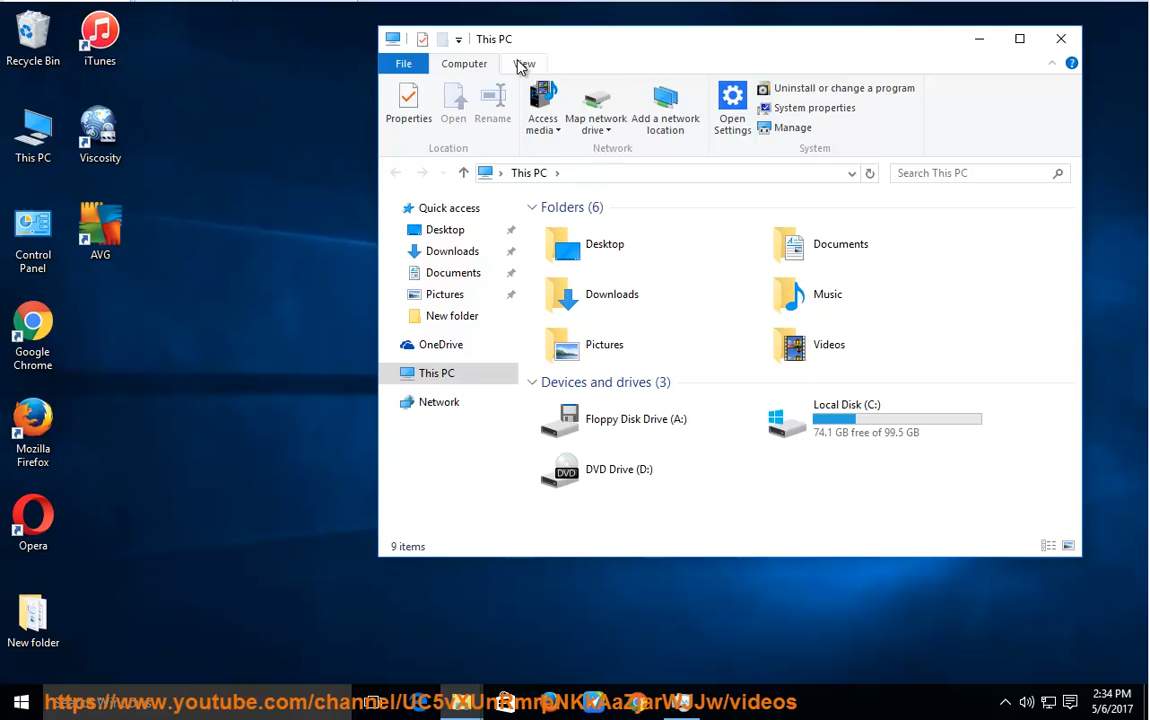 Recycle Bin
iTunes
This PC
Viscosity
Control
Panel
AVG
Google
Chrome
Mozilla
Firefox
Opera
New folder
This PC
File
Computer
View
Properties
Open
Rename
Access
media
Map network
drive
Add a network
location
Open
Settings
Uninstall or change a program
System properties
Manage
Location
Network
System
This PC
Search This PC
Quick access
Desktop
Downloads
Documents
Pictures
New folder
OneDrive
This PC
Network
Folders (6)
Desktop
Documents
Downloads
Music
Pictures
Videos
Devices and drives (3)
Floppy Disk Drive (A:)
Local Disk (C:)
74.1 GB free of 99.5 GB
DVD
DVD Drive (D:)
9 items
Search Windows
2:34 PM
5/6/2017